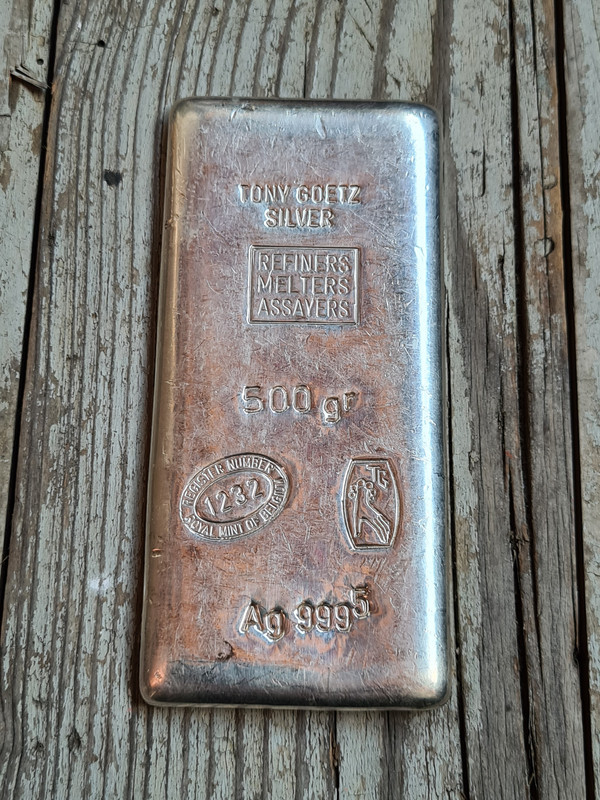 TONY GOETZ
SILVER
REFINERS
MELTERS
ASSAYERS
500 gr
REGISTER NUMBER
1232
ROYAL MINT OF BELGIUM
TG
Ag 999⁵